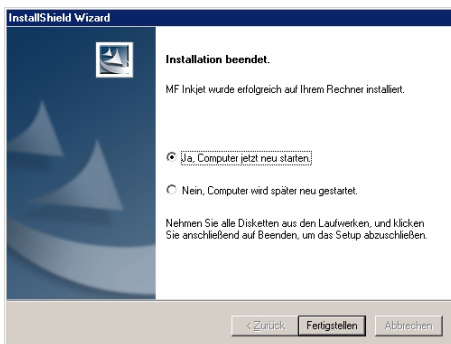 InstallShield Wizard
Installation beendet.
MF Inkjet wurde erfolgreich auf Ihrem Rechner installiert.
Ja, Computer jetzt neu starten.
Nein, Computer wird später neu gestartet.
Nehmen Sie alle Disketten aus den Laufwerken, und klicken
Sie anschließend auf Beenden, um das Setup abzuschließen.
< Zurück Fertigstellen Abbrechen